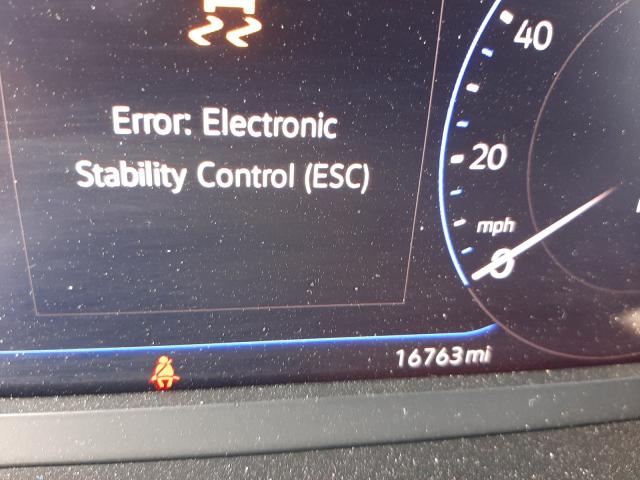 40
Error: Electronic
20
Stability Control (ESC)
mph
0
16763mi